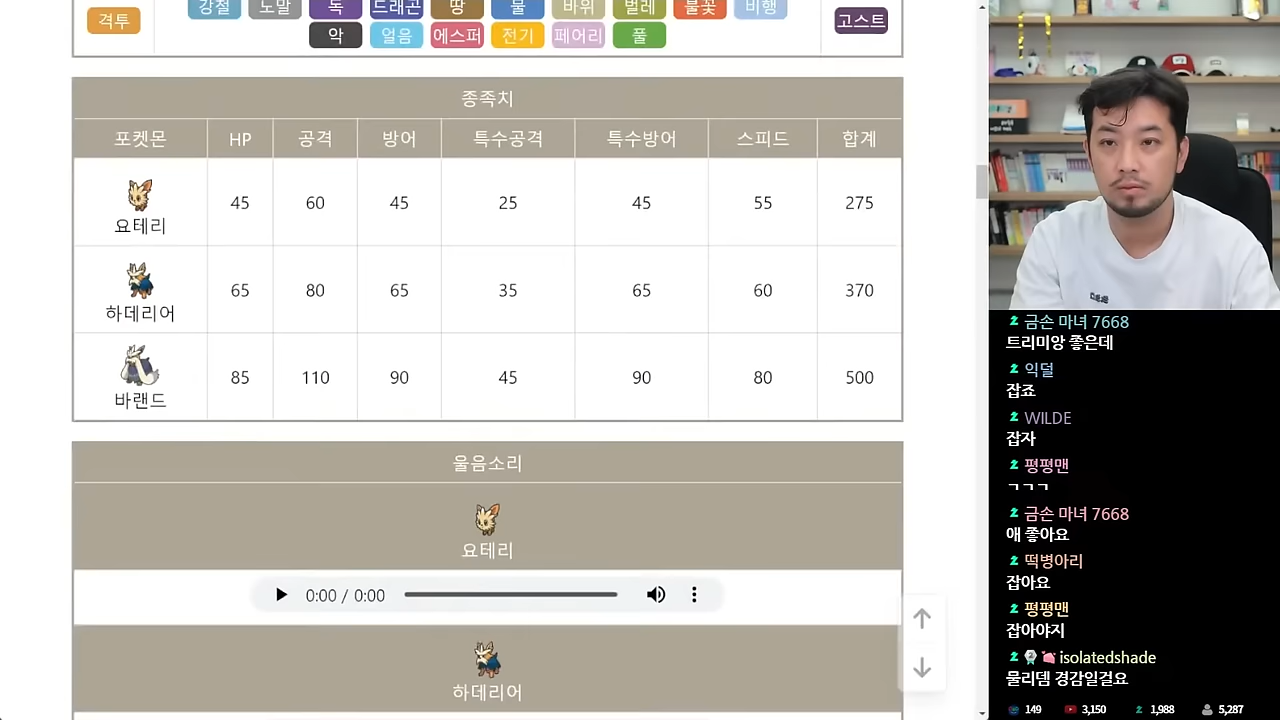 강철 노말 독 드래곤 땅 물 바위 벌레 불꽃 비행
격투
고스트
악 얼음 에스퍼 전기 페어리 풀
종족치
포켓몬 HP 공격 방어 특수공격 특수방어 스피드 합계
요테리 45 60 45 25 45 55 275
하데리어 65 80 65 35 65 60 370
바랜드 85 110 90 45 90 80 500
울음소리
요테리
0:00 / 0:00
하데리어
금손 마녀 7668
트리미앙 좋은데
익덜
잡죠
WILDE
잡자
평평맨
ㄱㄱㄱ
금손 마녀 7668
애 좋아요
떡병아리
잡아요
평평맨
잡아야지
isolatedshade
물리뎀 경감일걸요
149 3,150 1,988 5,287